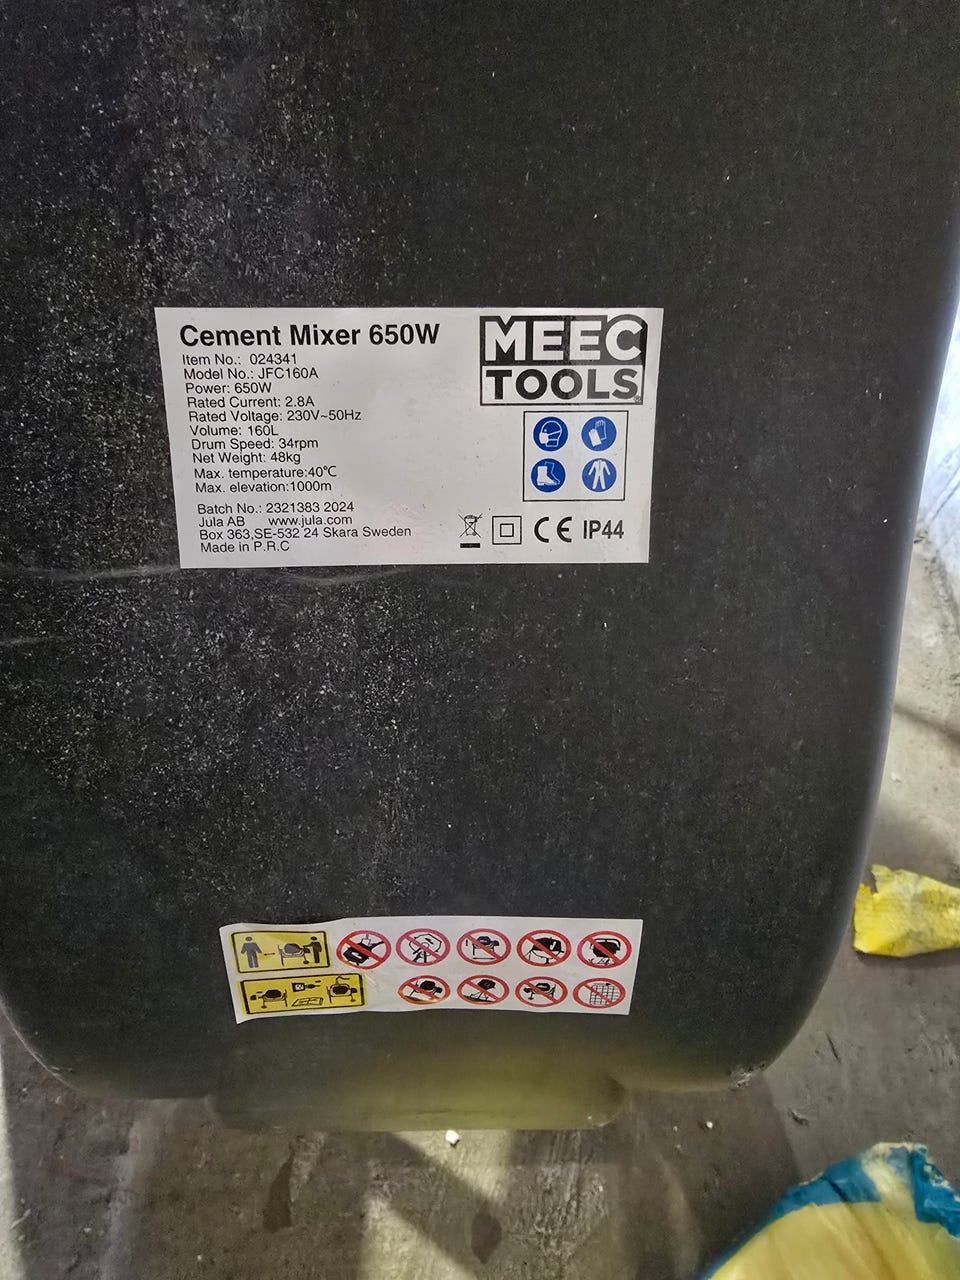 Cement Mixer 650W
Item No.: 024341
Model No.: JFC160A
Power: 650W
Rated Current: 2.8A
Rated Voltage: 230V~50Hz
Volume: 160L
Drum Speed: 34rpm
Net Weight: 48kg
Max. temperature:40℃
Max. elevation:1000m
Batch No.: 2321383 2024
Jula AB www.jula.com
Box 363,SE-532 24 Skara Sweden
Made in P.R.C
MEEC
TOOLS®
CE IP44